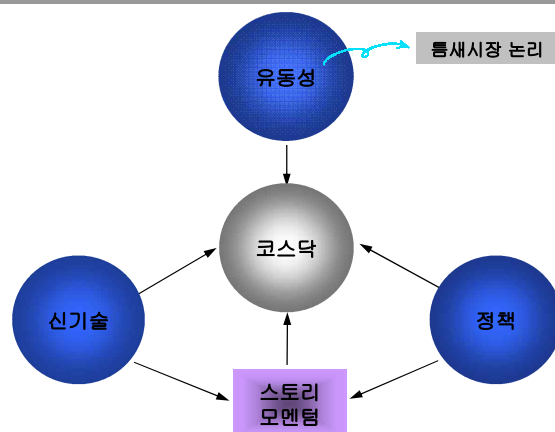 유동성
틈새시장 논리
코스닥
신기술
정책
스토리
모멘텀